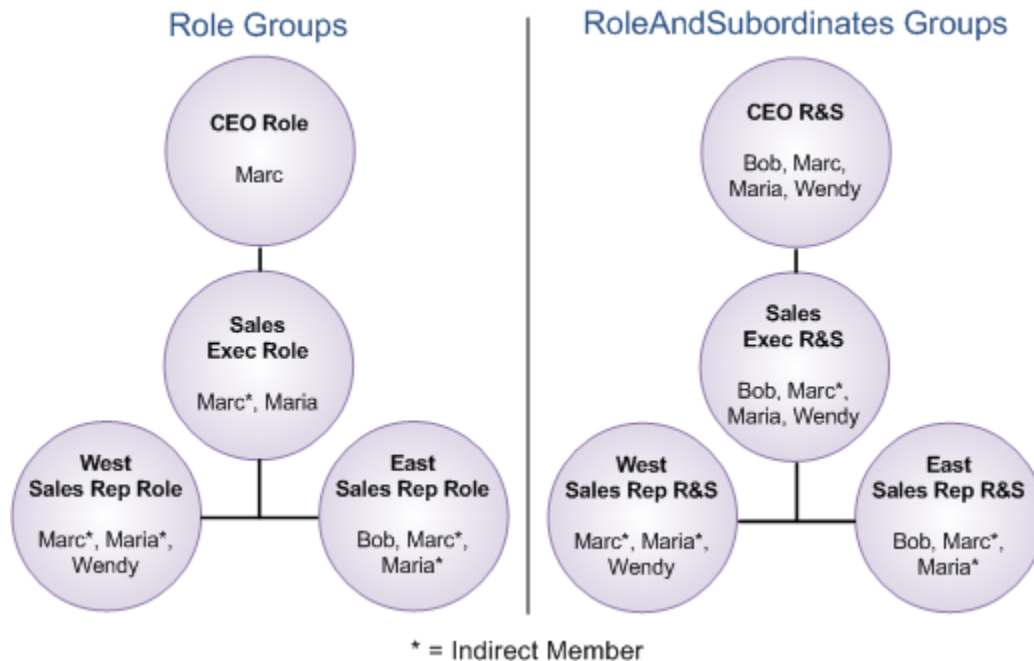 Role Groups
CEO Role
Marc
Sales
Exec Role
Marc*, Maria
West
Sales Rep Role
Marc*, Maria*,
Wendy
East
Sales Rep Role
Bob, Marc*,
Maria*
RoleAndSubordinates Groups
CEO R&S
Bob, Marc,
Maria, Wendy
Sales
Exec R&S
Bob, Marc*,
Maria, Wendy
West
Sales Rep R&S
Marc*, Maria*,
Wendy
East
Sales Rep R&S
Bob, Marc*,
Maria*
* = Indirect Member